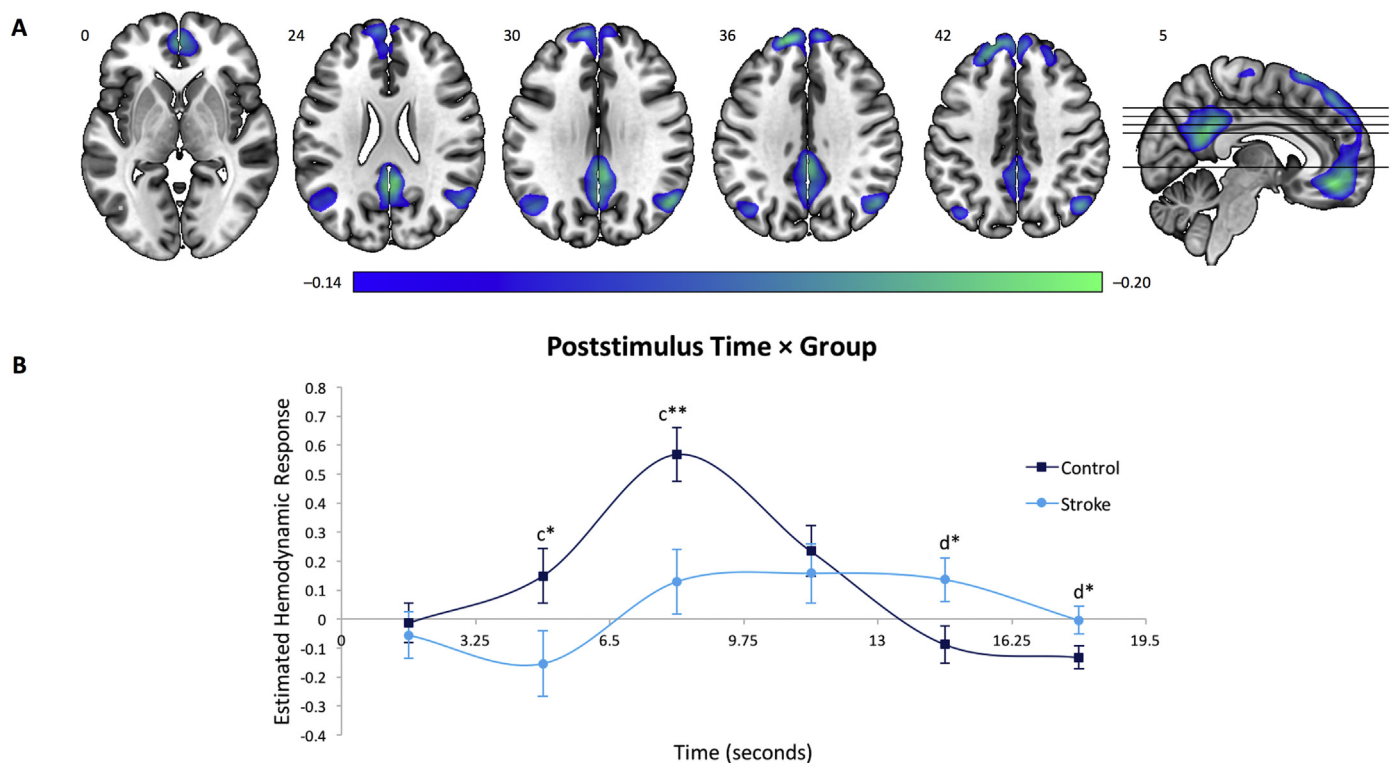 A
0
24
30
36
42
5
−0.14
−0.20
B
Poststimulus Time × Group
Estimated Hemodynamic Response
0.8
0.7
0.6
0.5
0.4
0.3
0.2
0.1
0
-0.1
-0.2
-0.3
-0.4
c*
c**
d*
d*
Control
Stroke
0 3.25 6.5 9.75 13 16.25 19.5
Time (seconds)